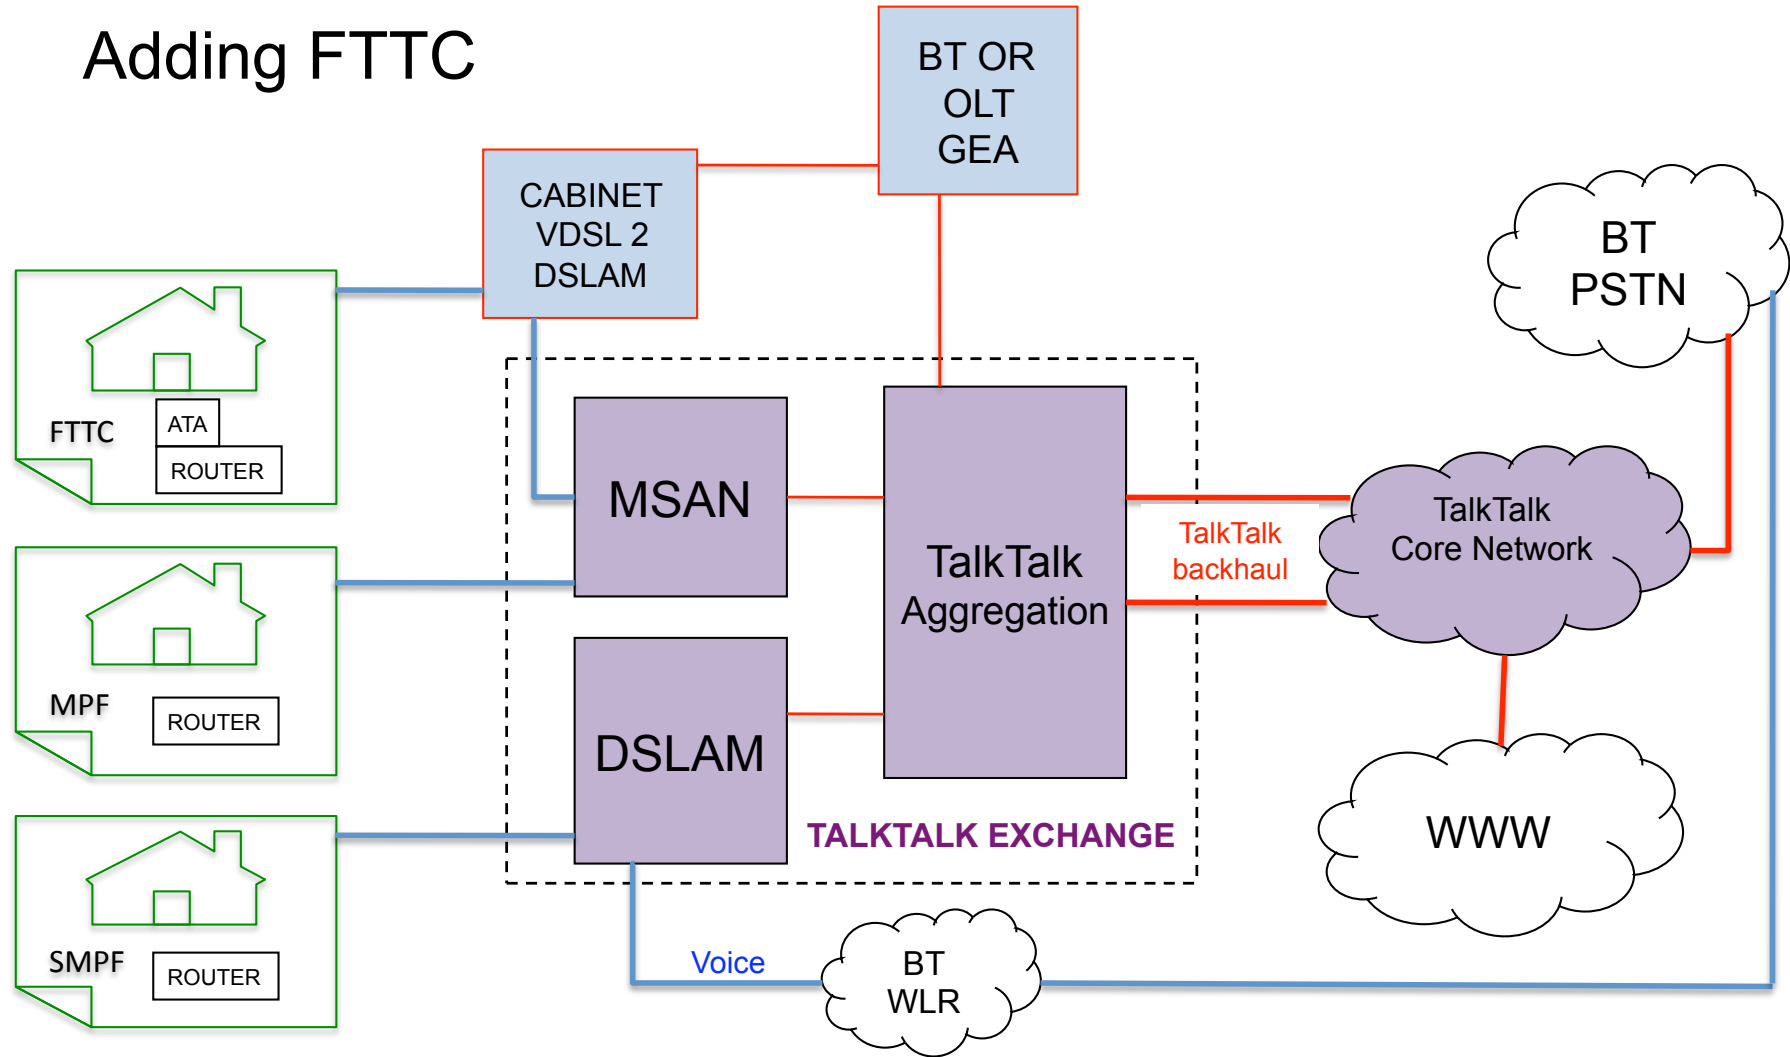 Adding FTTC
BT OR
OLT
GEA
CABINET
VDSL 2
DSLAM
BT
PSTN
FTTC
ATA
ROUTER
MSAN
TalkTalk
Aggregation
TalkTalk
backhaul
TalkTalk
Core Network
MPF
ROUTER
DSLAM
TALKTALK EXCHANGE
WWW
SMPF
ROUTER
Voice
BT
WLR